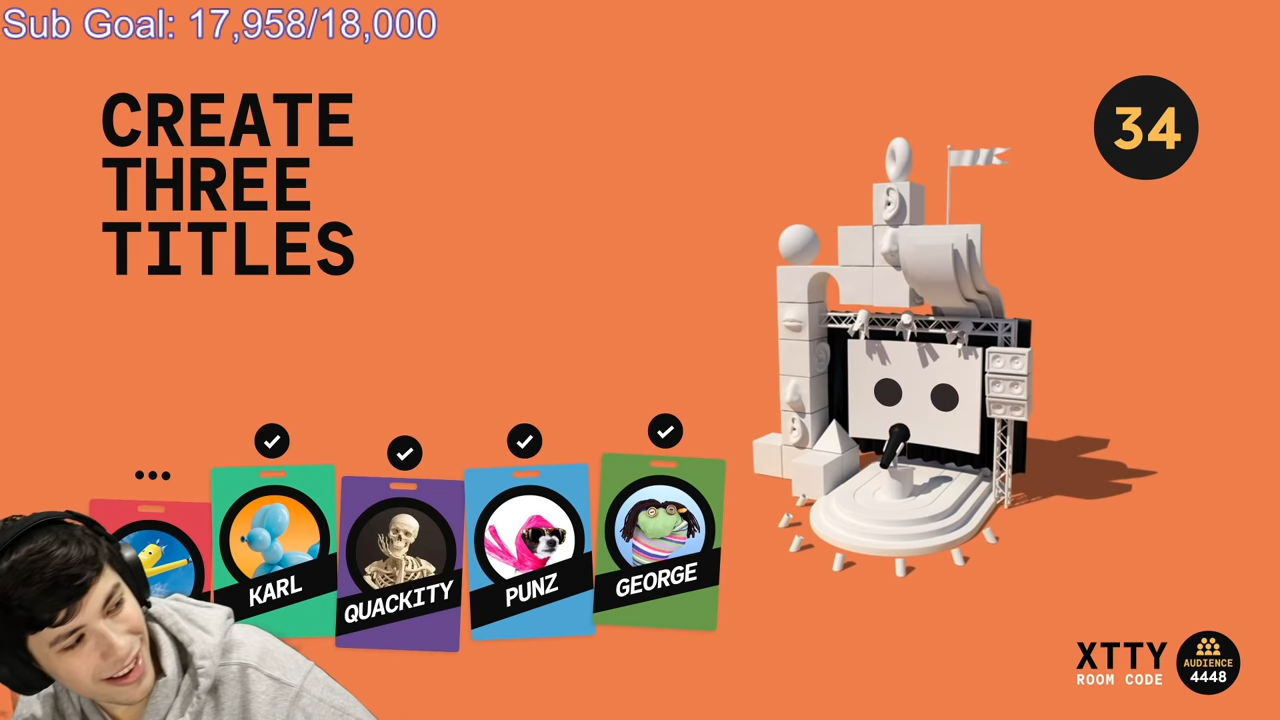 Sub Goal: 17,958/18,000
CREATE
THREE
TITLES
34
KARL
QUACKITY
PUNZ
GEORGE
XTTY
ROOM CODE
AUDIENCE
4448